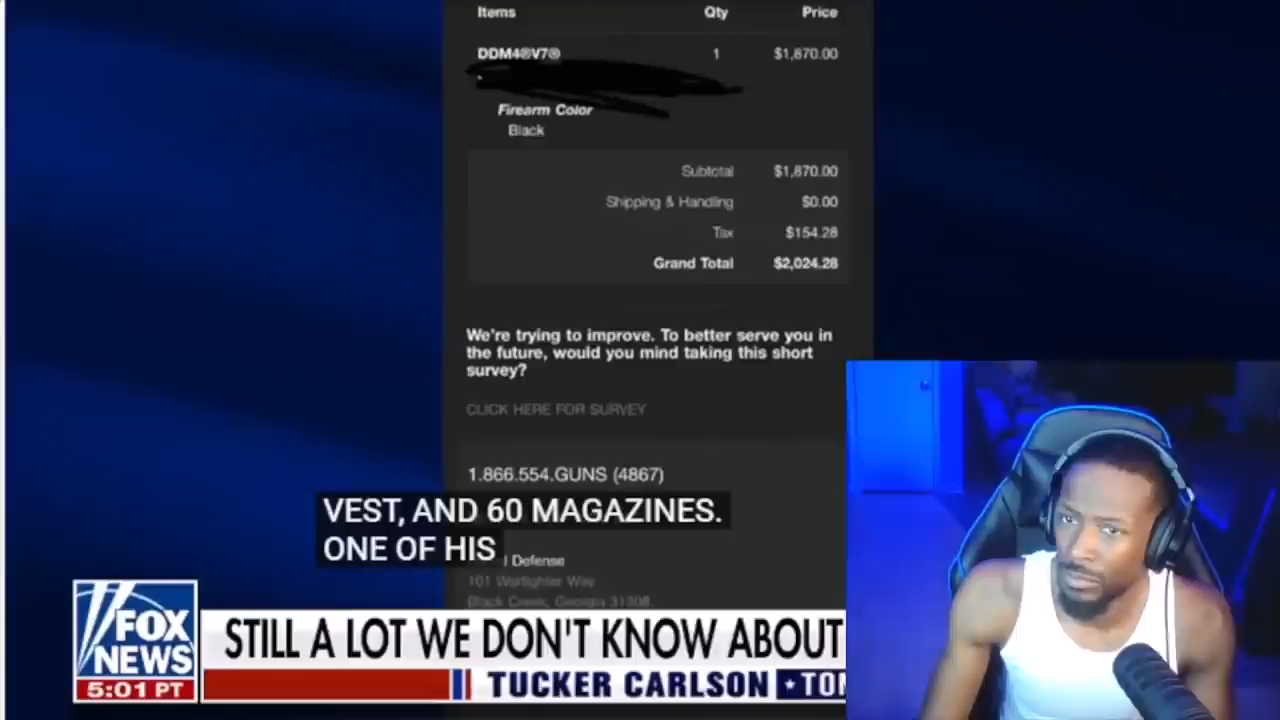 Items Qty Price
DDM4®V7® 1 $1,870.00
Firearm Color
Black
Subtotal $1,870.00
Shipping & Handling $0.00
Tax $154.28
Grand Total $2,024.28
We're trying to improve. To better serve you in
the future, would you mind taking this short
survey?
CLICK HERE FOR SURVEY
1.866.554.GUNS (4867)
VEST, AND 60 MAGAZINES.
ONE OF HIS
Defense
101 Warfighter Way
Black Creek, Georgia 31308
FOX
NEWS
5:01 PT
STILL A LOT WE DON'T KNOW ABOUT
TUCKER CARLSON TON